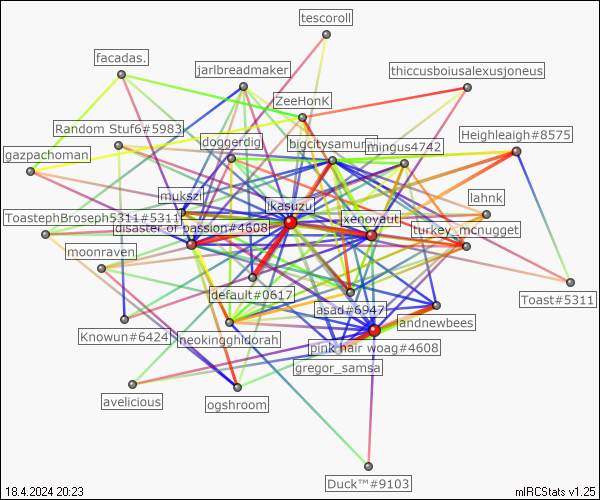 tescoroll
facadas.
jarlbreadmaker
thiccusboiusalexusjoneus
ZeeHonK
Random Stuf6#5983
Heighleaigh#8575
doggerdig
bigcitysamura
mingus4742
gazpachoman
mukszi
lahnk
jkasuzu
ToastephBroseph5311#5311
xenoyaut
disaster of passion#4608
turkey_mcnugget
moonraven
default#0617
Toast#5311
asad#6947
andnewbees
Knowun#6424
neokingghidorah
pink hair woag#4608
gregor_samsa
avelicious
ogshroom
Duck™#9103
18.4.2024 20:23
mIRCStats v1.25